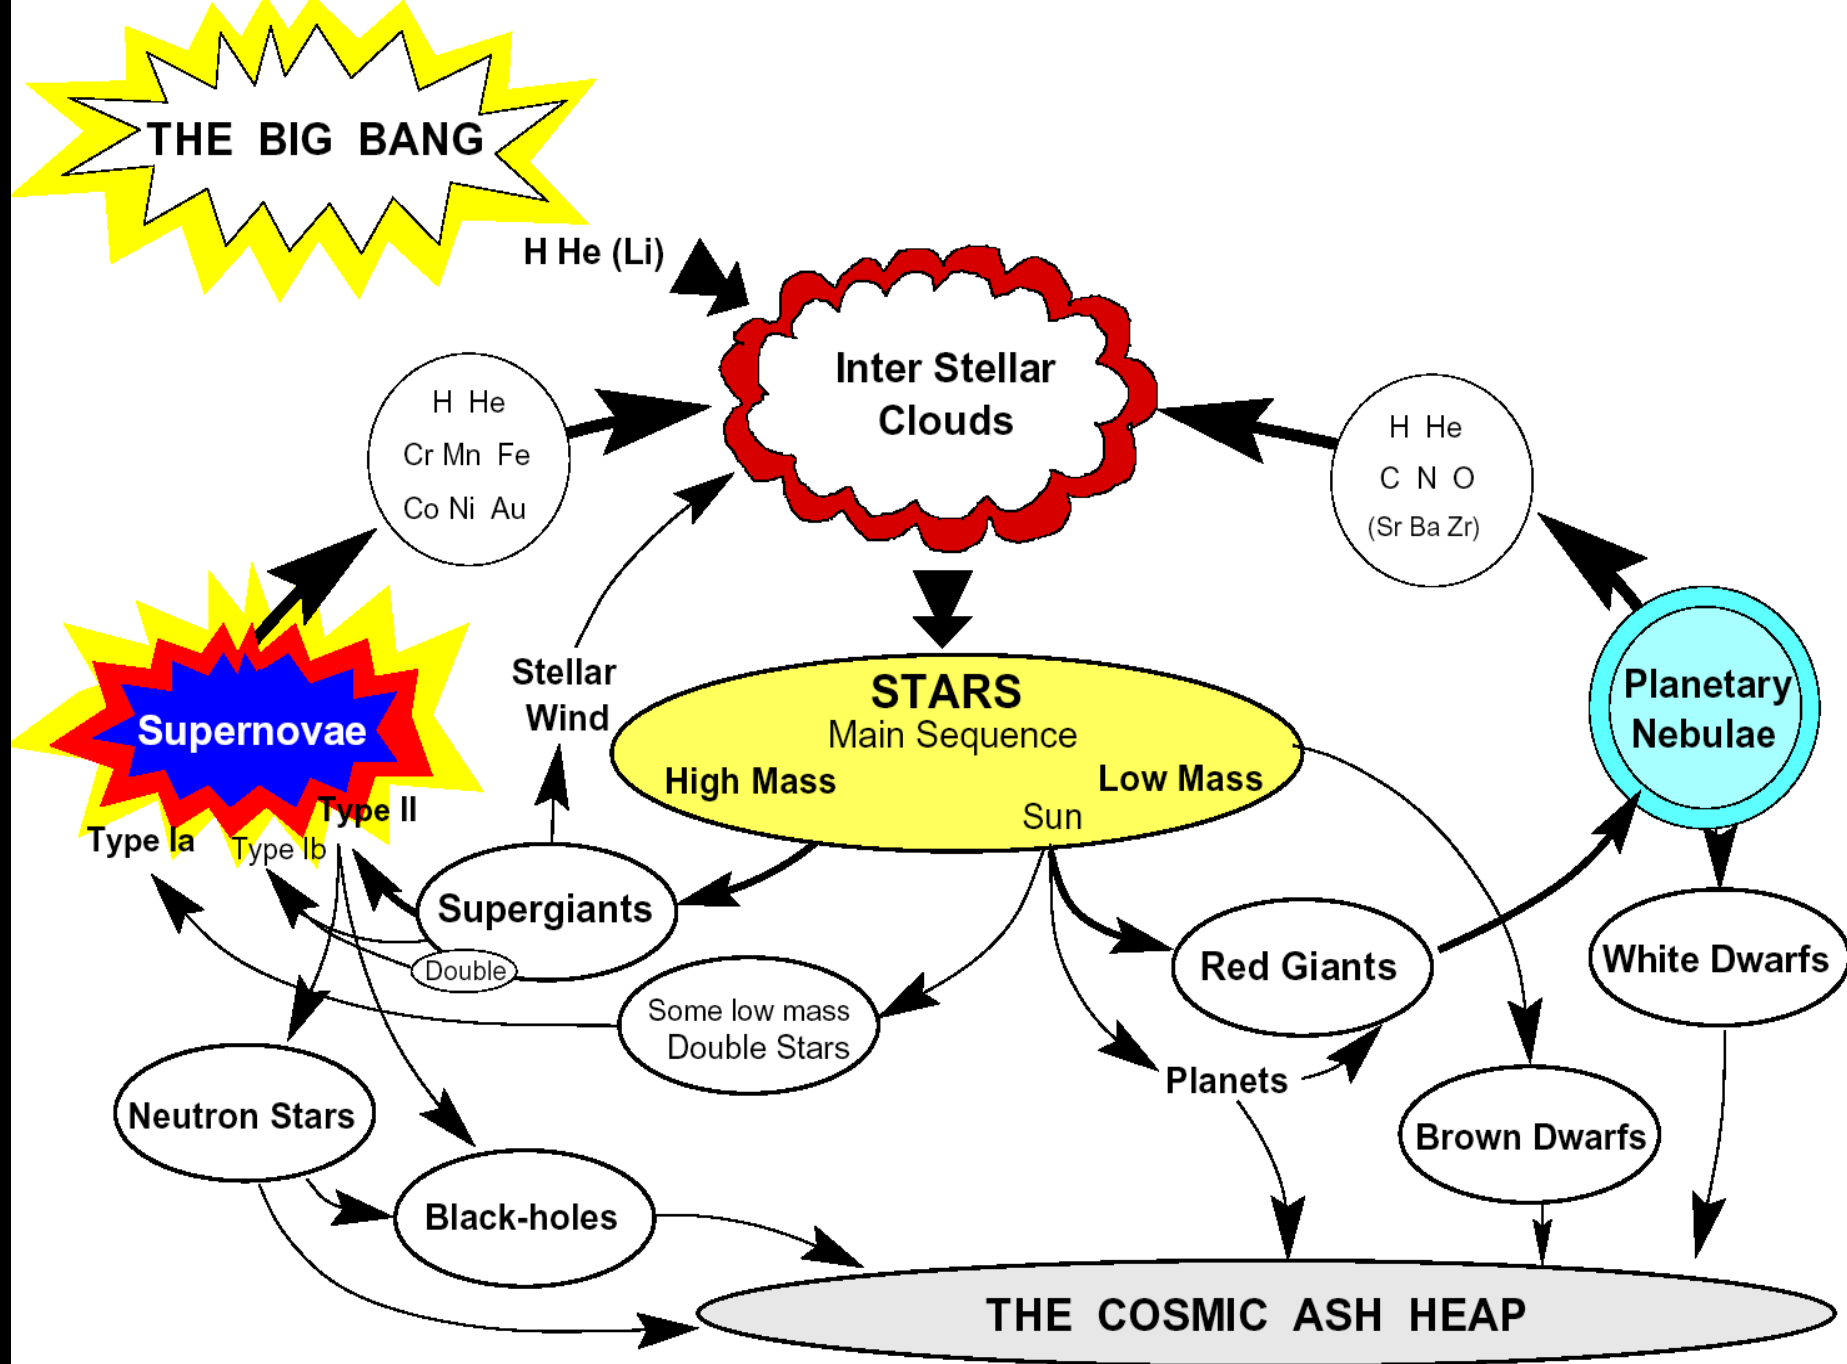 THE BIG BANG
H He (Li)
Inter Stellar
Clouds
H He
Cr Mn Fe
Co Ni Au
H He
C N O
(Sr Ba Zr)
Stellar
Wind
STARS
Main Sequence
High Mass
Low Mass
Sun
Planetary
Nebulae
Supernovae
Type II
Type Ia
Type Ib
Supergiants
Double
Some low mass
Double Stars
Red Giants
White Dwarfs
Planets
Brown Dwarfs
Neutron Stars
Black-holes
THE COSMIC ASH HEAP